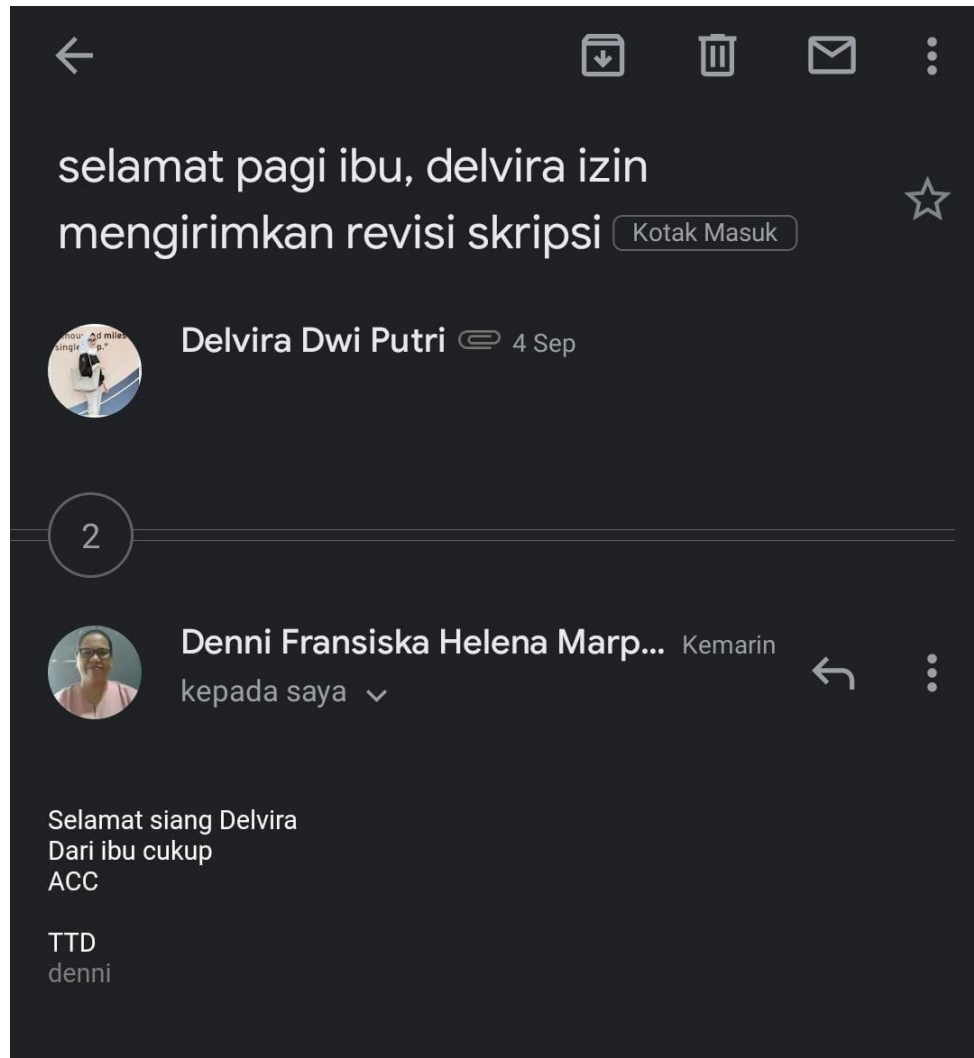 selamat pagi ibu, delvira izin
mengirimkan revisi skripsi Kotak Masuk
Delvira Dwi Putri 4 Sep
2
Denni Fransiska Helena Marp... Kemarin
kepada saya
Selamat siang Delvira
Dari ibu cukup
ACC
TTD
denni